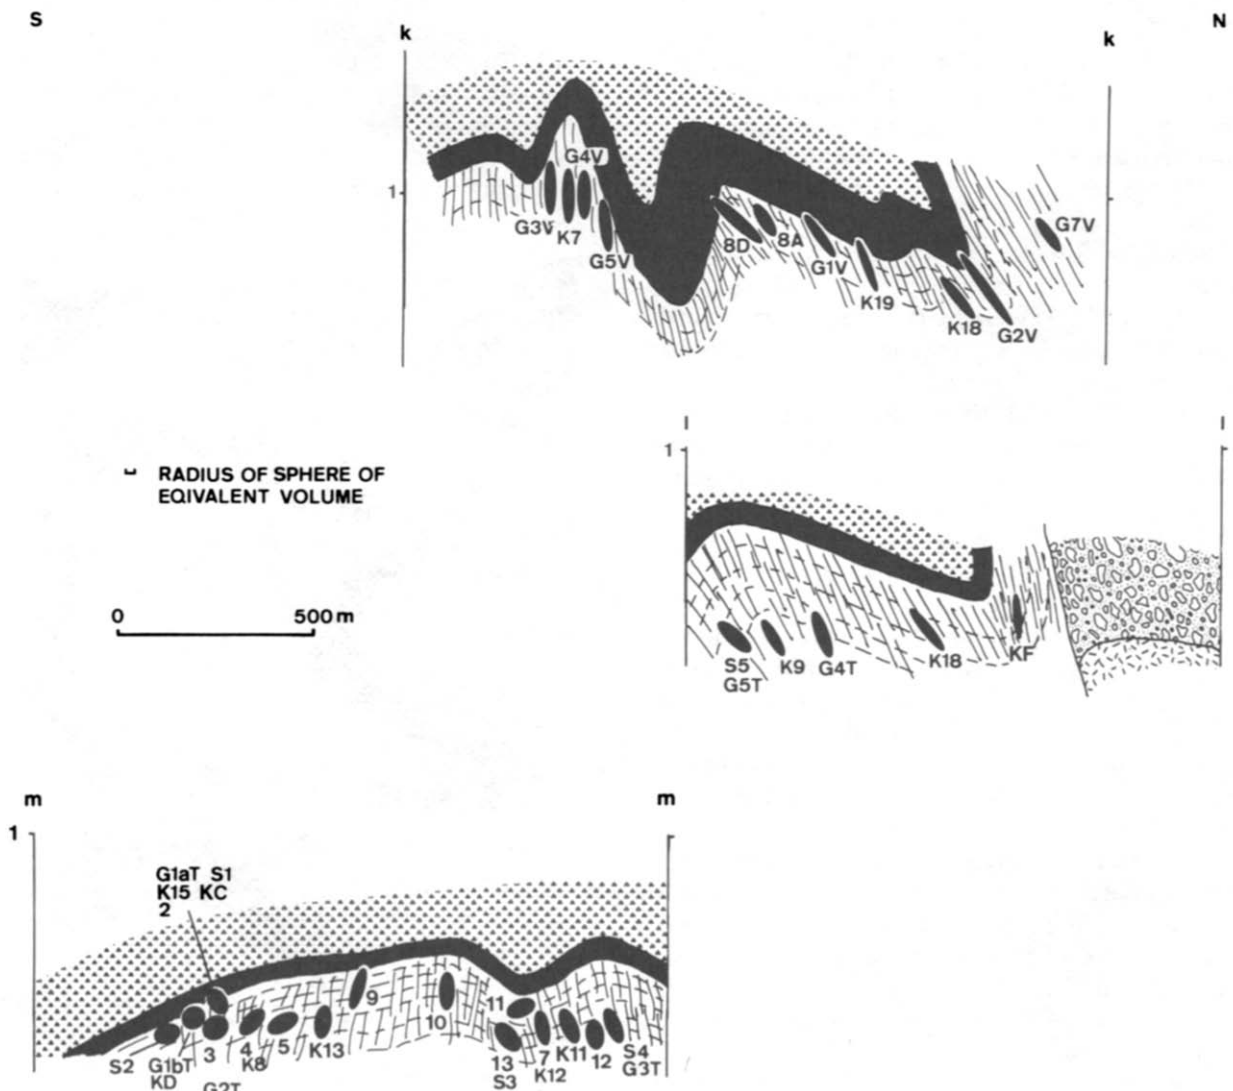 S
N
k
k
1
G4V
G3V
K7
G5V
8D
8A
G1V
K19
K18
G2V
G7V
l
l
1
RADIUS OF SPHERE OF
EQIVALENT VOLUME
0
500 m
S5
G5T
K9
G4T
K18
KF
m
m
1
G1aT S1
K15 KC
2
S2
G1bT
KD
3
G2T
4
K8
5
K13
9
10
11
13
S3
7
K12
K11
12
S4
G3T